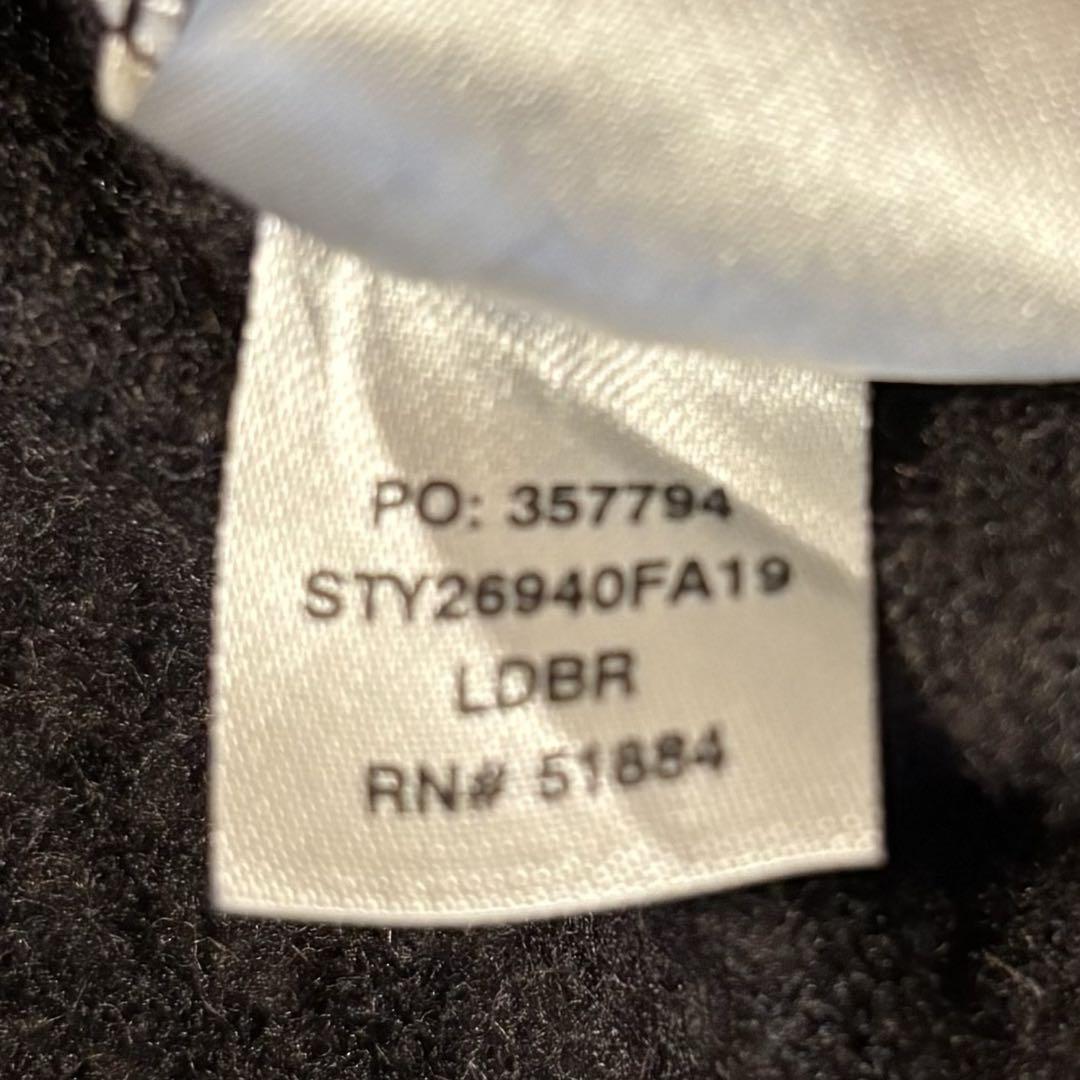 PO: 357794
STY26940FA19
LDBR
RN# 51884